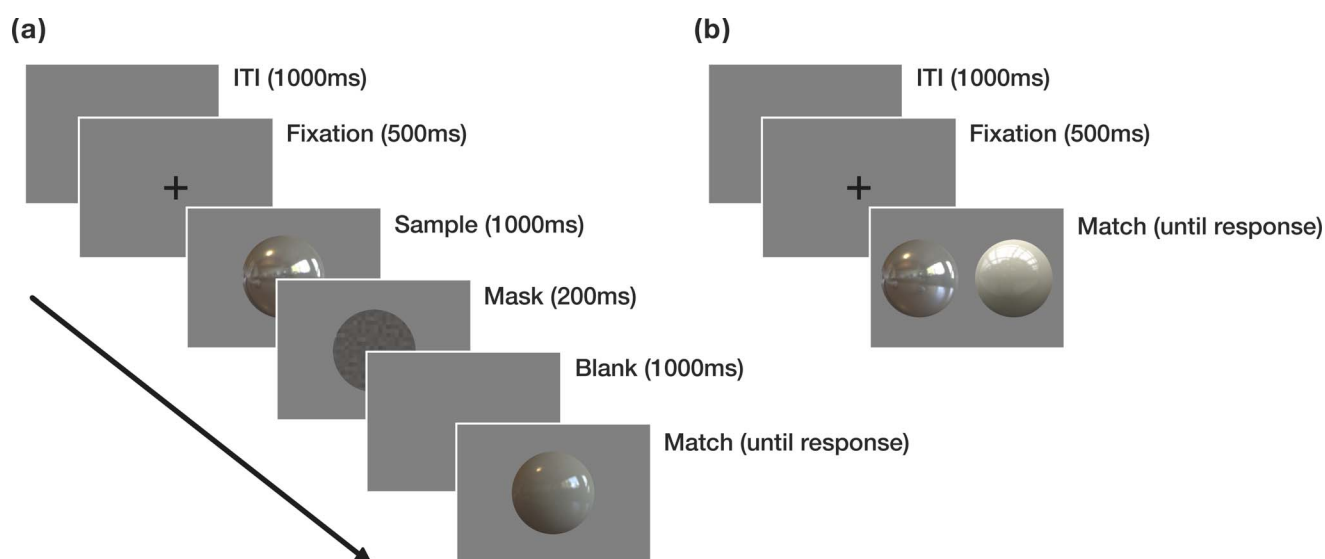 (a)
ITI (1000ms)
Fixation (500ms)
Sample (1000ms)
Mask (200ms)
Blank (1000ms)
Match (until response)
(b)
ITI (1000ms)
Fixation (500ms)
Match (until response)